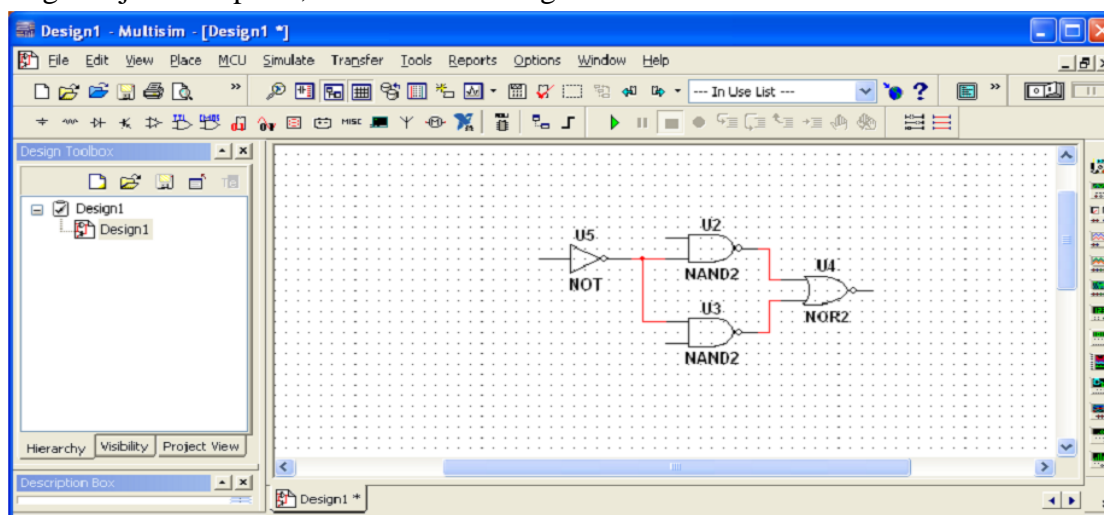 Design1 - Multisim - [Design1 *]
File Edit View Place MCU Simulate Transfer Tools Reports Options Window Help
--- In Use List ---
MISC
Design Toolbox
Design1
Design1
U5
NOT
U2
NAND2
U4
NOR2
U3
NAND2
Hierarchy Visibility Project View
Description Box
Design1 *